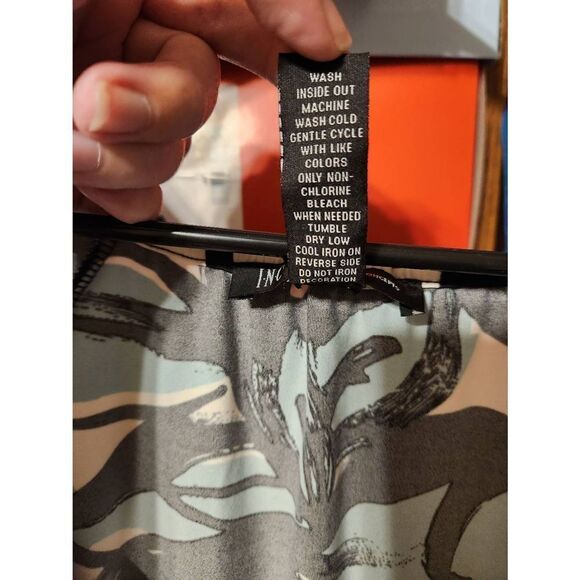 WASH
INSIDE OUT
MACHINE
WASH COLD
GENTLE CYCLE
WITH LIKE
COLORS
ONLY NON-
CHLORINE
BLEACH
WHEN NEEDED
TUMBLE
DRY LOW
COOL IRON ON
REVERSE SIDE
DO NOT IRON
DECORATION